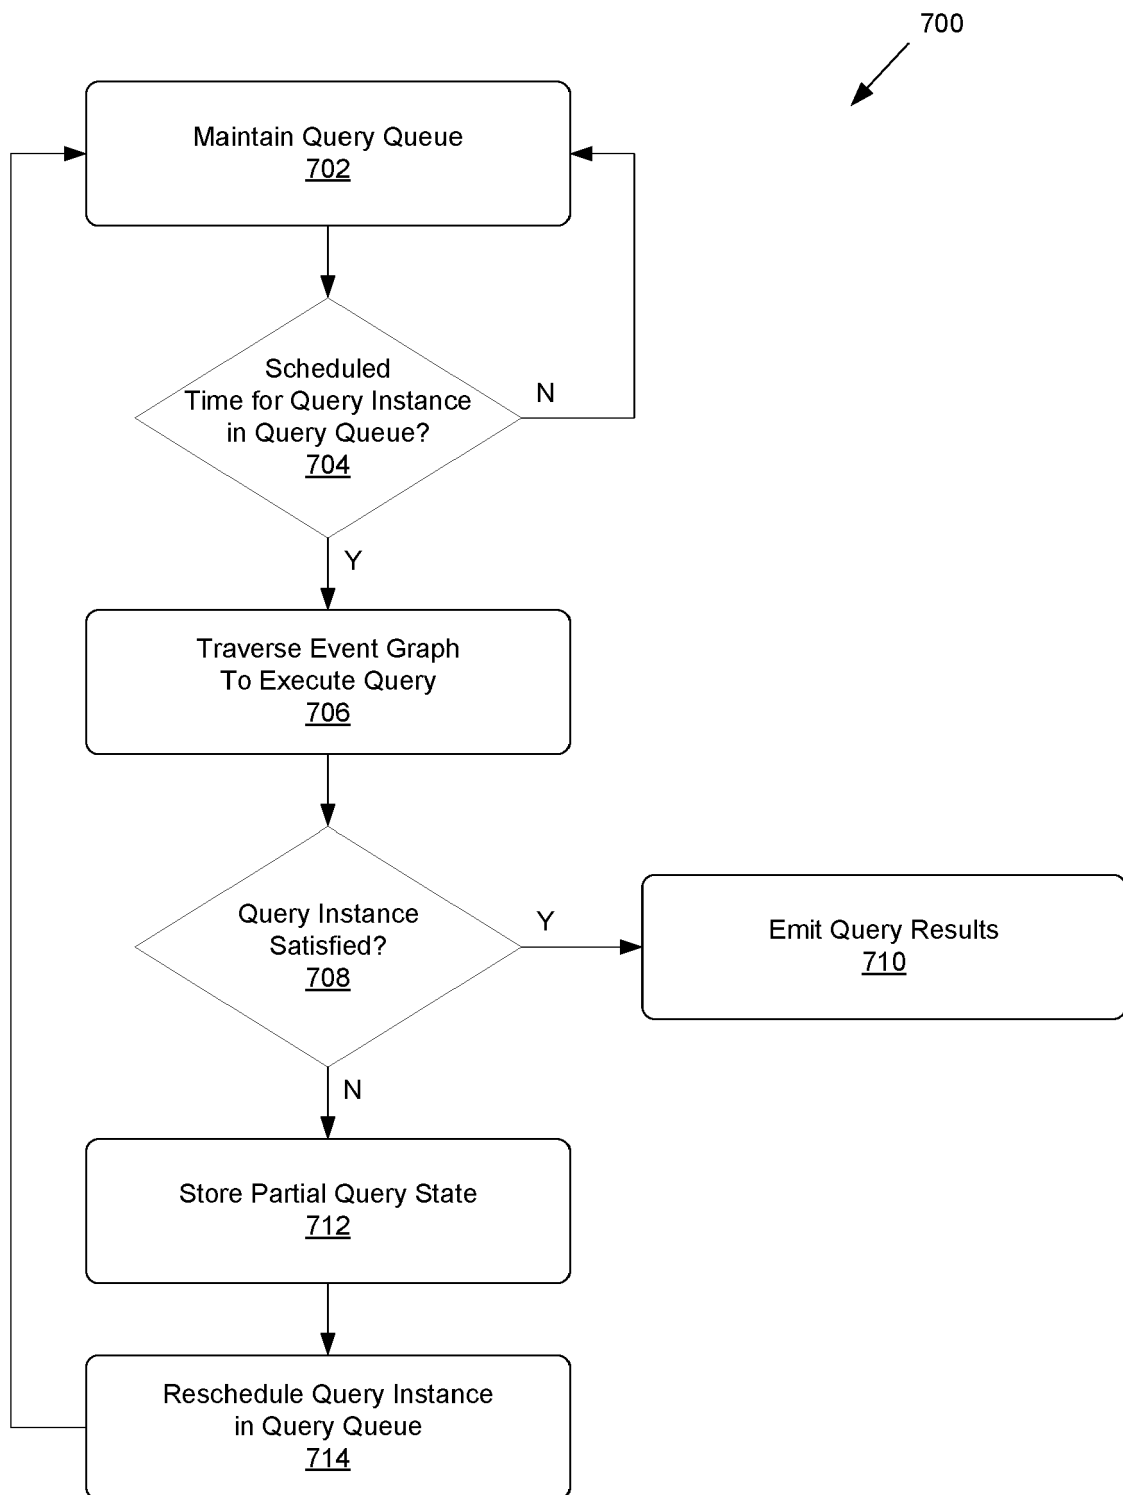 700
Maintain Query Queue
702
Scheduled
Time for Query Instance
in Query Queue?
704
N
Y
Traverse Event Graph
To Execute Query
706
Query Instance
Satisfied?
708
Y
Emit Query Results
710
N
Store Partial Query State
712
Reschedule Query Instance
in Query Queue
714